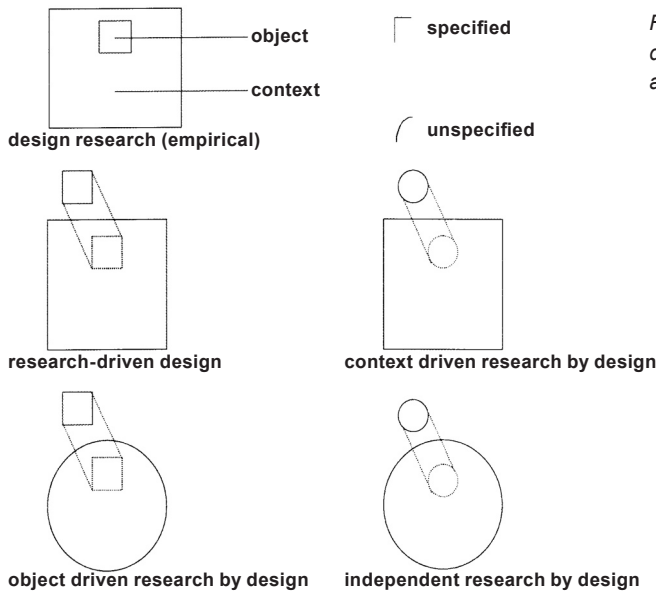 object
context
design research (empirical)
specified
unspecified
research-driven design
context driven research by design
object driven research by design
independent research by design